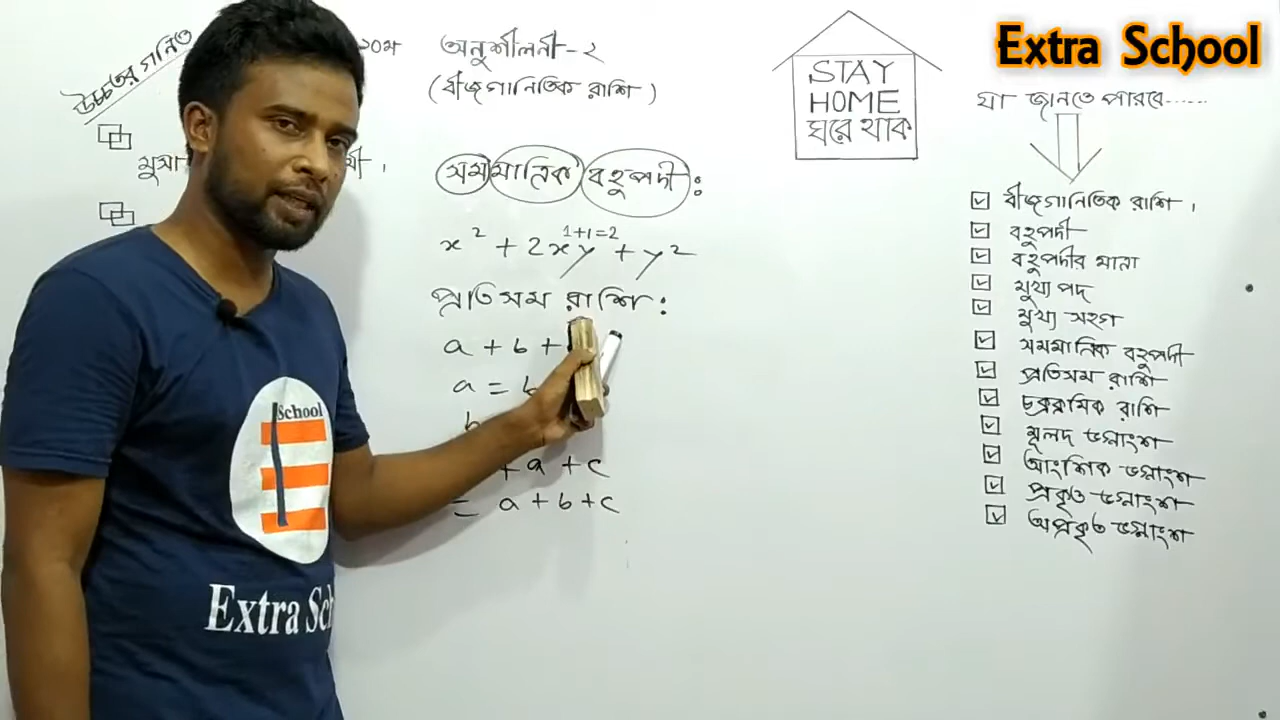 উচ্চতর গনিত
১০ম
অনুশীলনী-২
(বীজগানিতিক রাশি)
সমমাত্রিক বহুপদী:
1+1=2
x² + 2xy + y²
প্রতিসম রাশি:
a + b +
a =
+ a + c
= a + b + c
STAY
HOME
ঘরে থাক
Extra School
যা জানতে পারবে......
বীজগানিতিক রাশি,
বহুপদী
বহুপদীর মাত্রা
মুখ্য পদ
মুখ্য সহগ
সমমাত্রিক বহুপদী
প্রতিসম রাশি
চক্রক্রমিক রাশি
মূলদ ভগ্নাংশ
আংশিক ভগ্নাংশ
প্রকৃত ভগ্নাংশ
অপ্রকৃত ভগ্নাংশ
School
Extra Sch